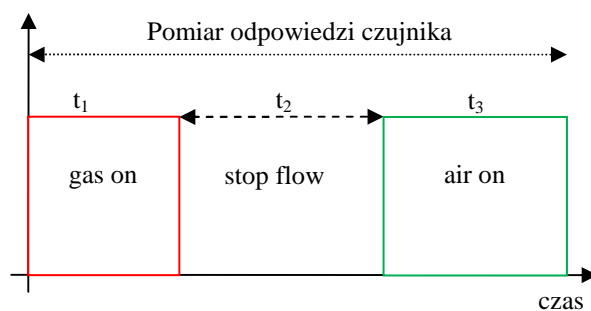 Pomiar odpowiedzi czujnika
t₁ t₂ t₃
gas on stop flow air on
czas